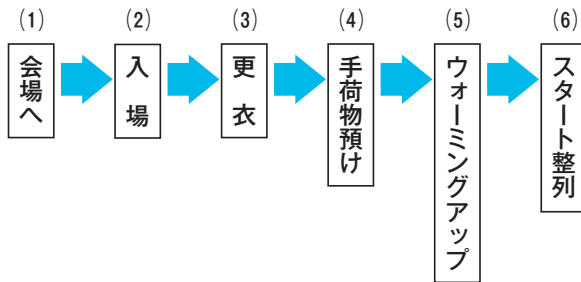 (1)
会場へ
(2)
入場
(3)
更衣
(4)
手荷物預け
(5)
ウォーミングアップ
(6)
スタート整列